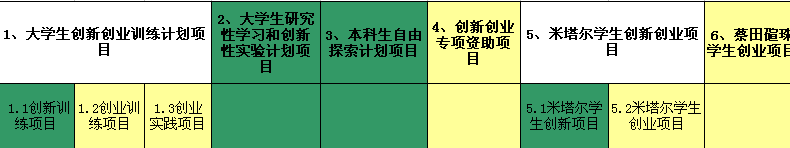 1、大学生创新创业训练计划项
目
2、大学生研究
性学习和创新
性实验计划项
目
3、本科生自由
探索计划项目
4、创新创业
专项资助项
目
5、米塔尔学生创新创业项
目
6、蔡田碹珠
学生创业项目
1.1创新训
练项目
1.2创业训
练项目
1.3创业
实践项目
5.1米塔尔学
生创新项目
5.2米塔尔学生
创业项目